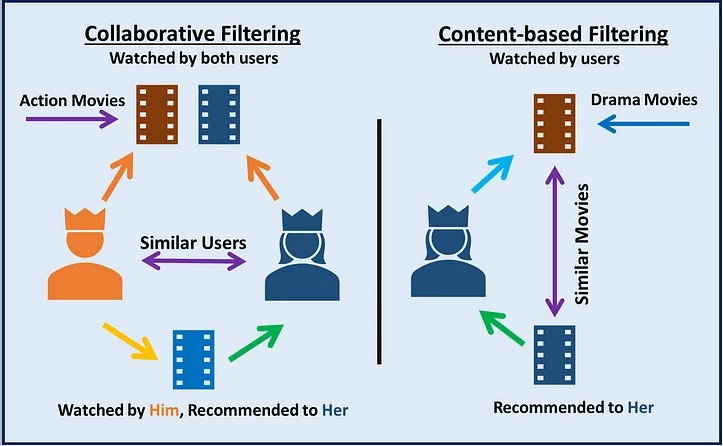 Collaborative Filtering
Watched by both users
Action Movies
Similar Users
Watched by Him, Recommended to Her
Content-based Filtering
Watched by users
Drama Movies
Similar Movies
Recommended to Her